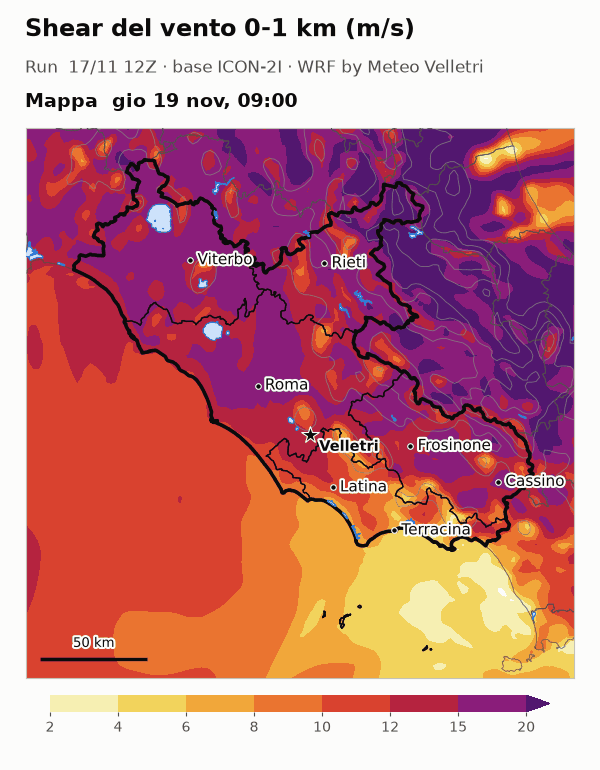 Shear del vento 0-1 km (m/s)
Run  17/11 12Z · base ICON-2I · WRF by Meteo Velletri
Mappa  gio 19 nov, 09:00
Viterbo
Rieti
Roma
Velletri
Frosinone
Latina
Cassino
Terracina
50 km
2 4 6 8 10 12 15 20